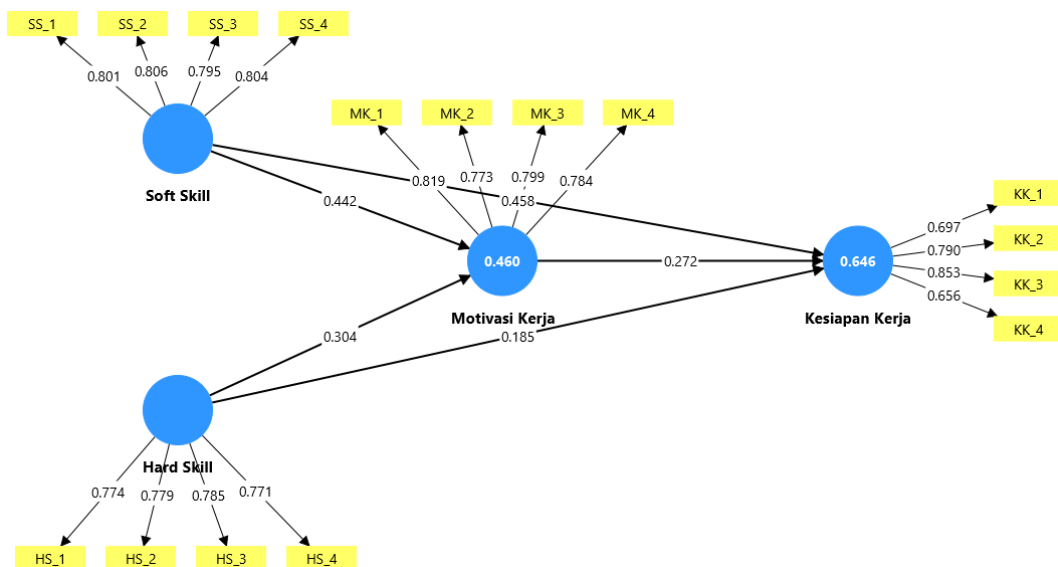 SS_1 SS_2 SS_3 SS_4
0.801 0.806 0.795 0.804
Soft Skill
MK_1 MK_2 MK_3 MK_4
0.819 0.773 0.799 0.784
0.442
0.458
KK_1
KK_2
KK_3
KK_4
0.697
0.790
0.853
0.656
0.460
0.272
0.646
Motivasi Kerja
Kesiapan Kerja
0.304
0.185
Hard Skill
0.774 0.779 0.785 0.771
HS_1 HS_2 HS_3 HS_4